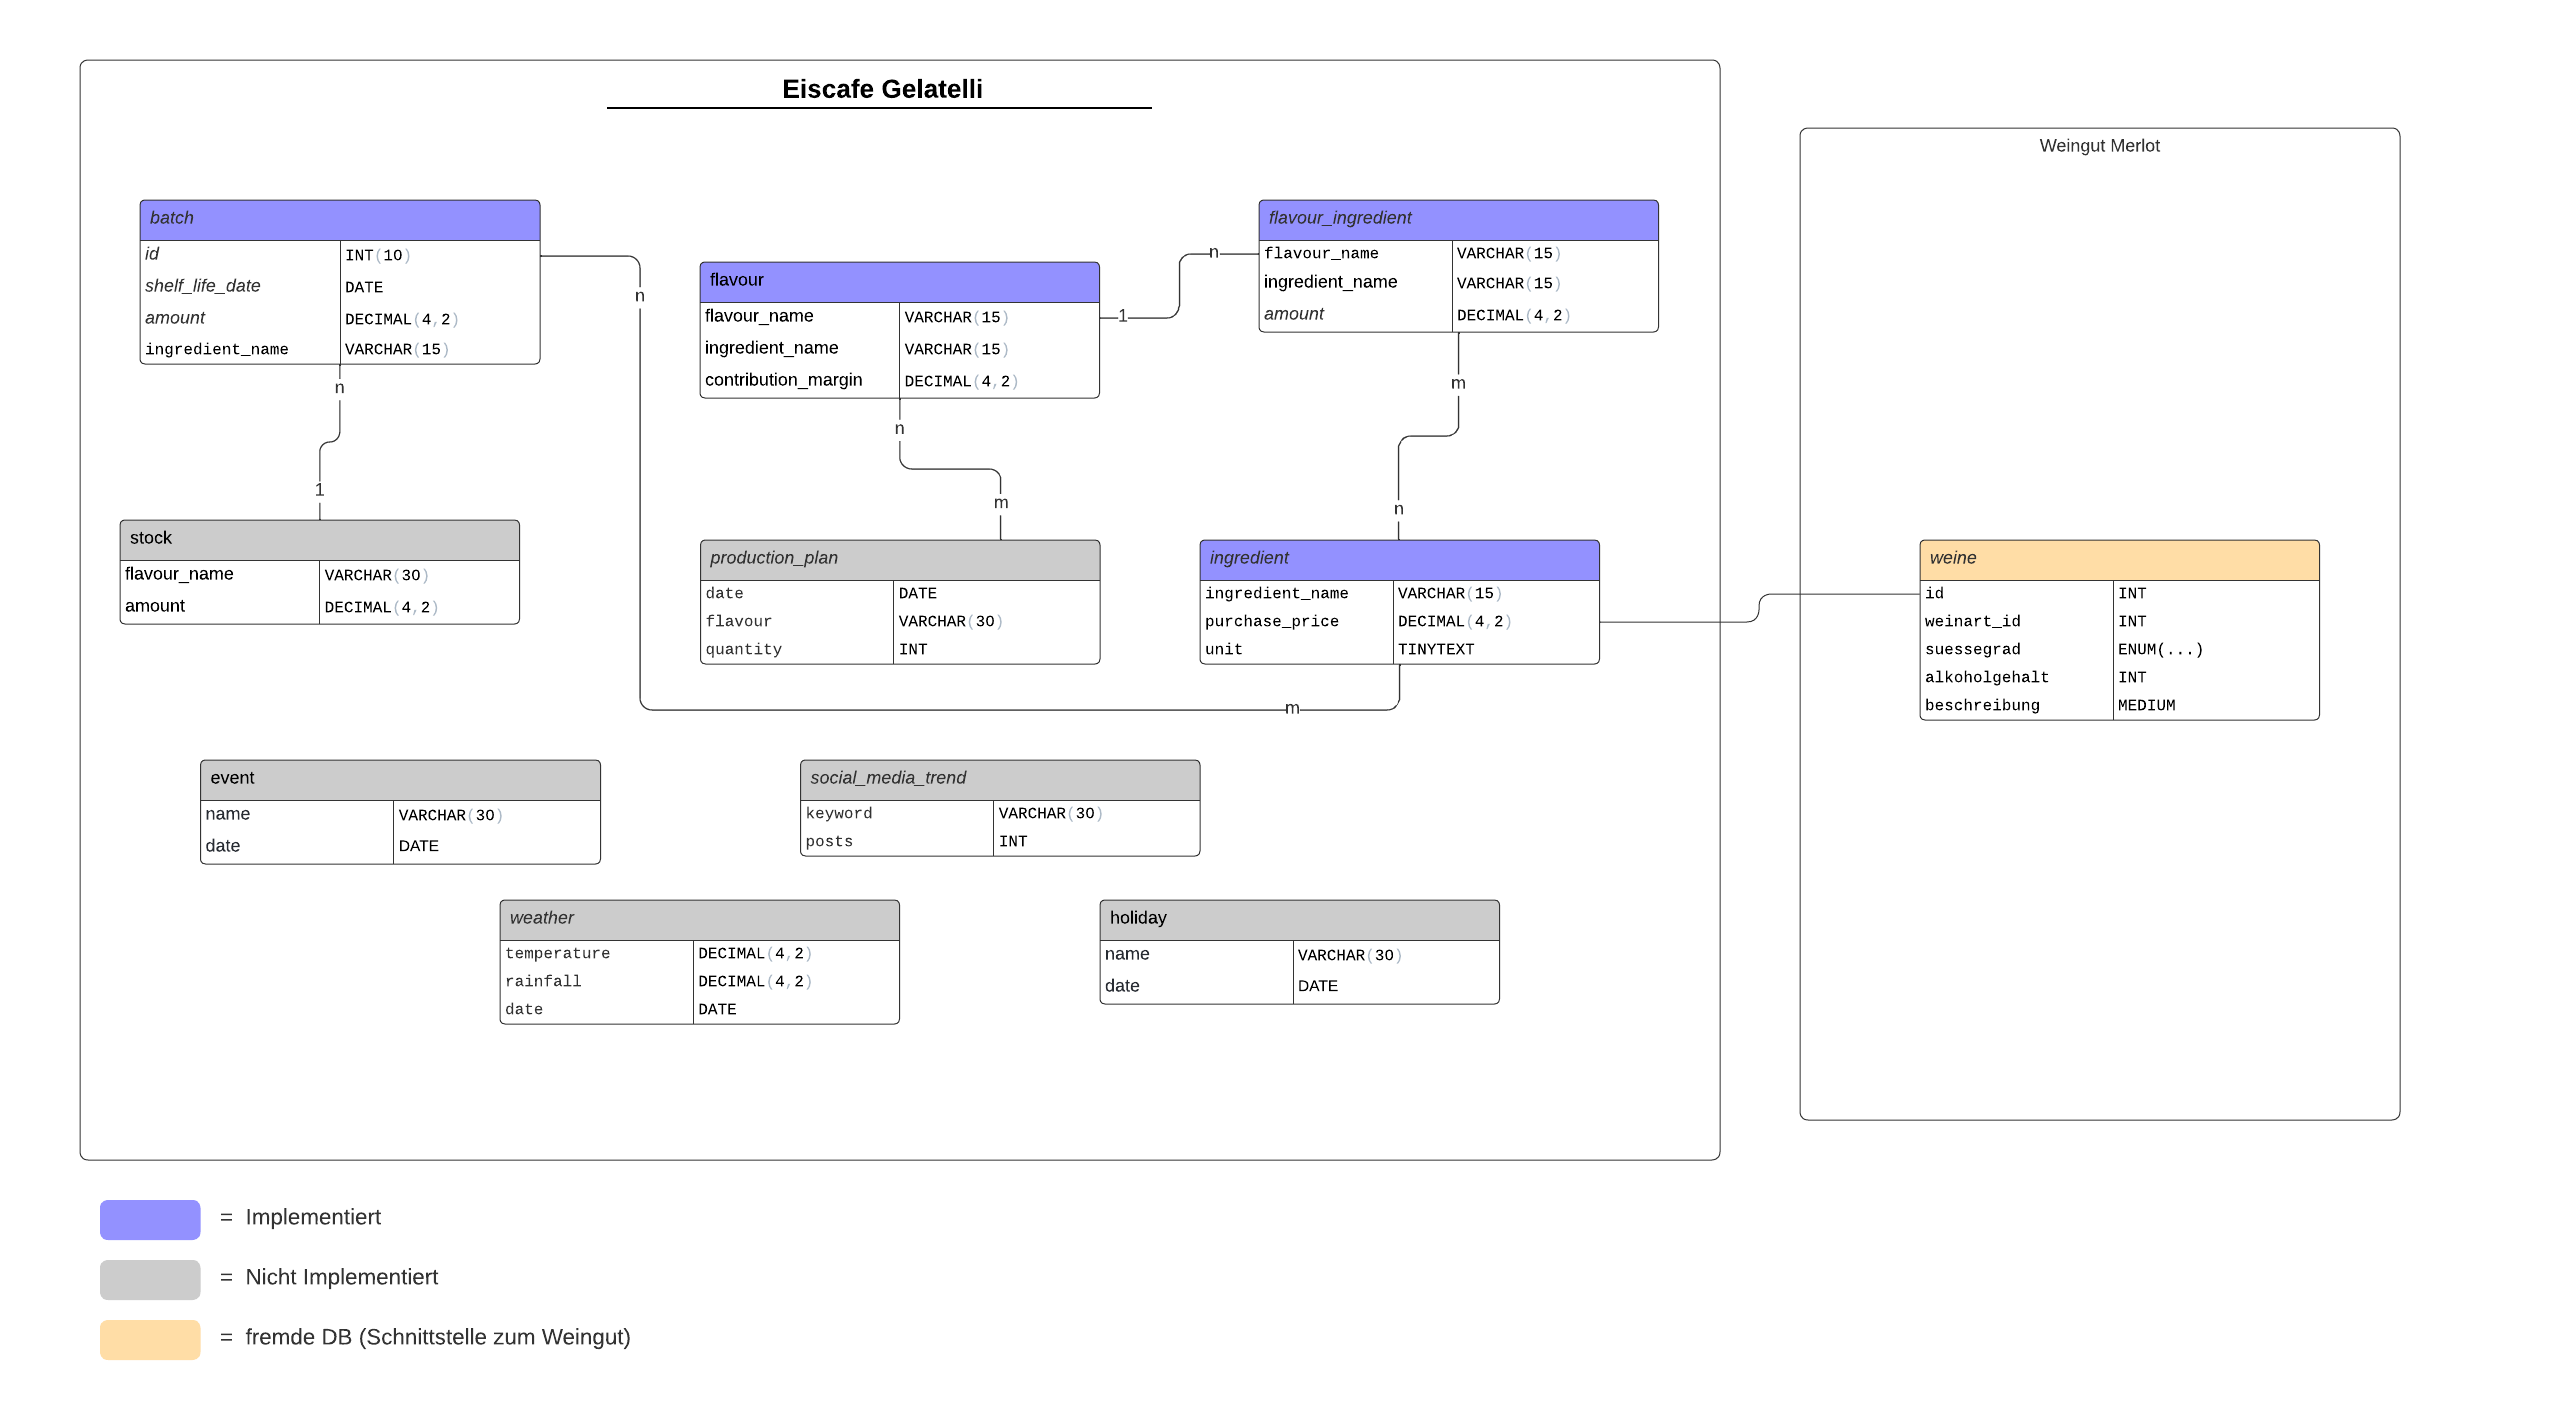 Eiscafe Gelatelli
Weingut Merlot
batch
id INT(10)
shelf_life_date DATE
amount DECIMAL(4,2)
ingredient_name VARCHAR(15)
n
n
1
flavour
flavour_name VARCHAR(15)
ingredient_name VARCHAR(15)
contribution_margin DECIMAL(4,2)
1
n
n
m
flavour_ingredient
flavour_name VARCHAR(15)
ingredient_name VARCHAR(15)
amount DECIMAL(4,2)
m
n
stock
flavour_name VARCHAR(30)
amount DECIMAL(4,2)
production_plan
date DATE
flavour VARCHAR(30)
quantity INT
ingredient
ingredient_name VARCHAR(15)
purchase_price DECIMAL(4,2)
unit TINYTEXT
m
weine
id INT
weinart_id INT
suessegrad ENUM(...)
alkoholgehalt INT
beschreibung MEDIUM
event
name VARCHAR(30)
date DATE
social_media_trend
keyword VARCHAR(30)
posts INT
weather
temperature DECIMAL(4,2)
rainfall DECIMAL(4,2)
date DATE
holiday
name VARCHAR(30)
date DATE
= Implementiert
= Nicht Implementiert
= fremde DB (Schnittstelle zum Weingut)